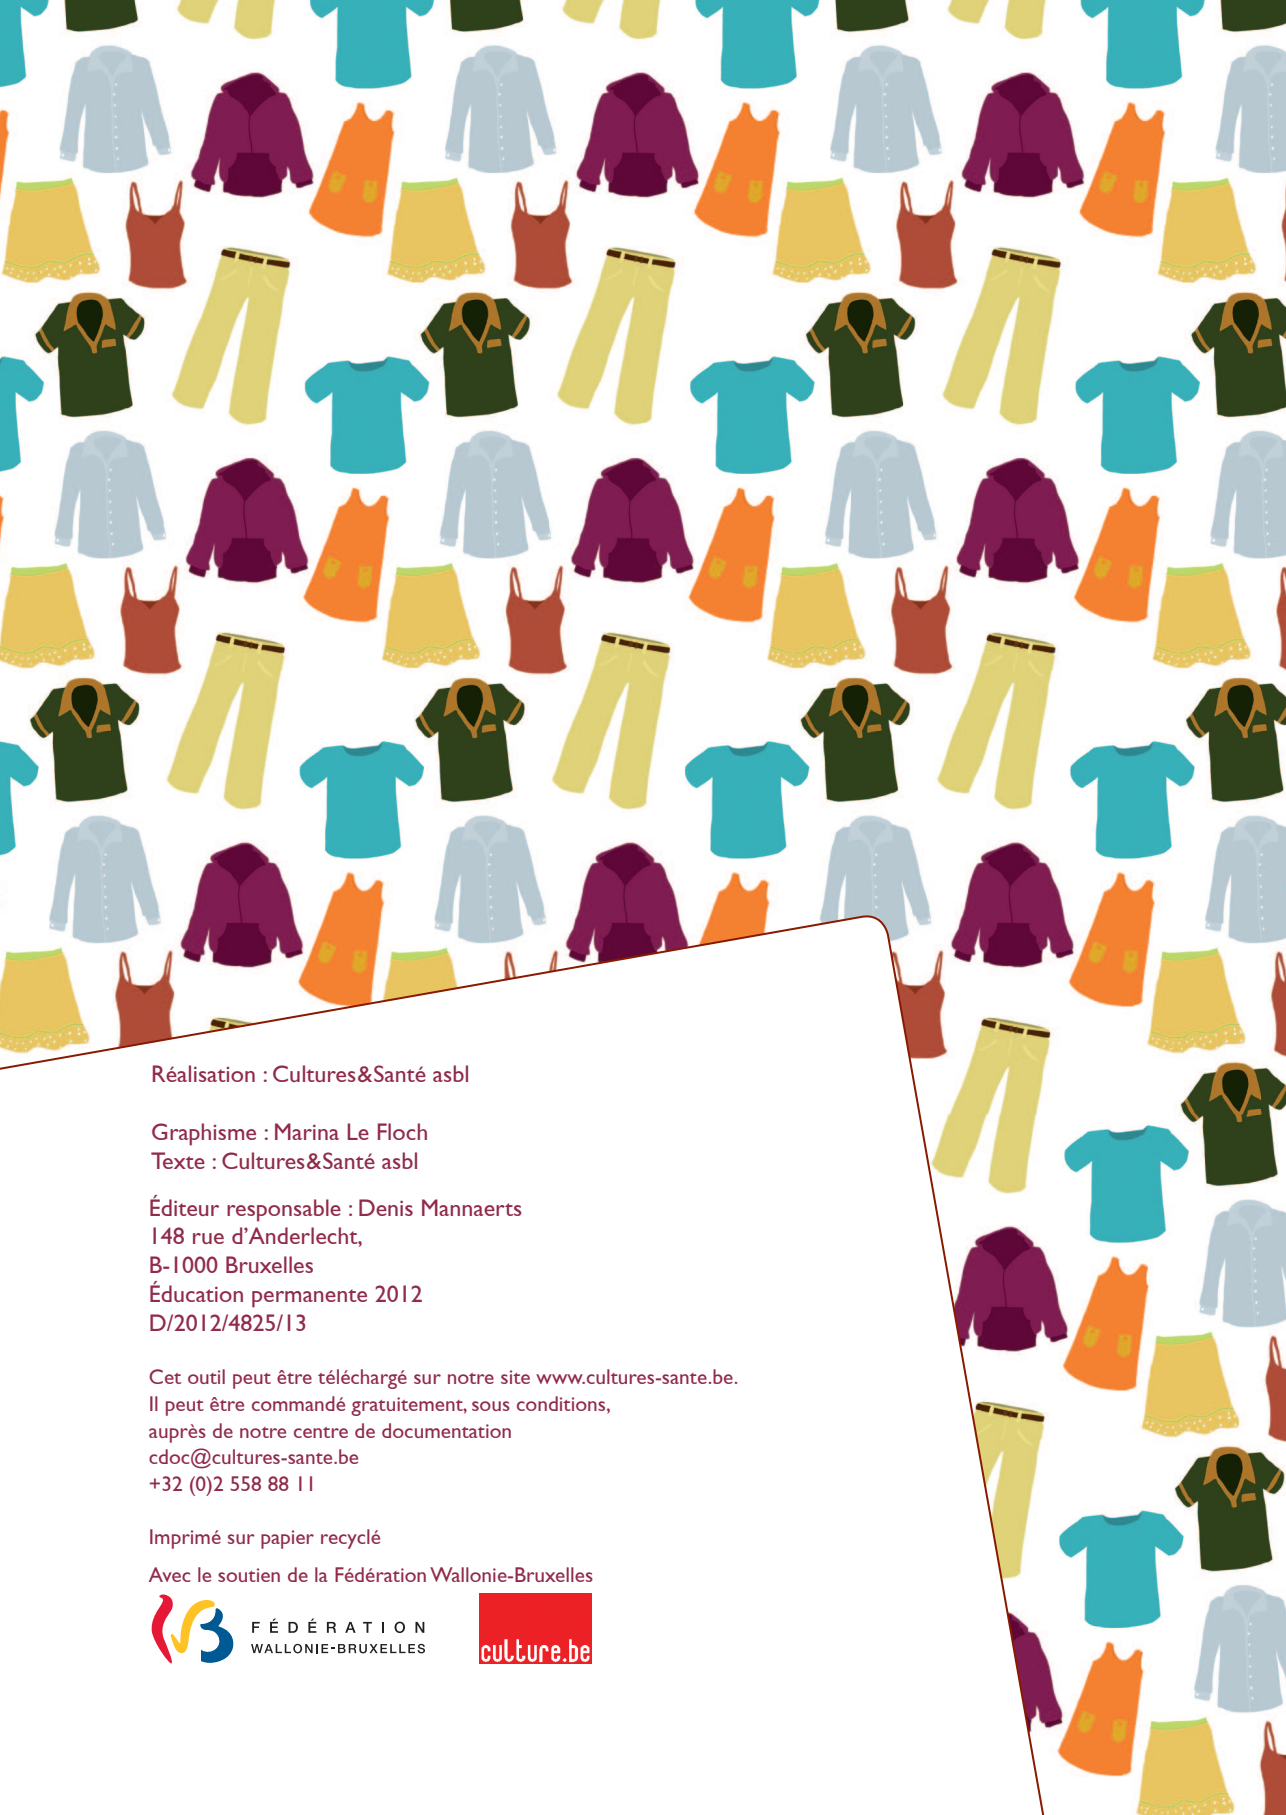 Réalisation : Cultures&Santé asbl
Graphisme : Marina Le Floch
Texte : Cultures&Santé asbl
Éditeur responsable : Denis Mannaerts
148 rue d’Anderlecht,
B-1000 Bruxelles
Éducation permanente 2012
D/2012/4825/13
Cet outil peut être téléchargé sur notre site www.cultures-sante.be.
Il peut être commandé gratuitement, sous conditions,
auprès de notre centre de documentation
cdoc@cultures-sante.be
+32 (0)2 558 88 11
Imprimé sur papier recyclé
Avec le soutien de la Fédération Wallonie-Bruxelles
FÉDÉRATION
WALLONIE-BRUXELLES
culture.be